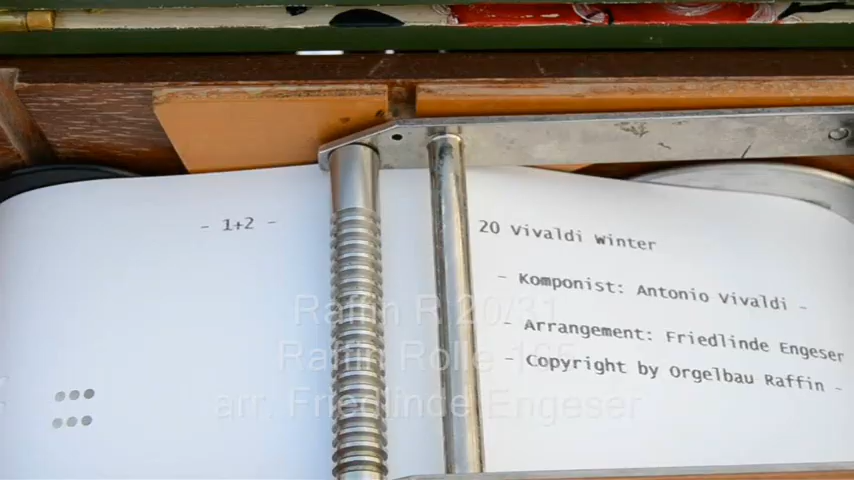 - 1+2 -
20 Vivaldi Winter
- Komponist: Antonio Vivaldi -
- Arrangement: Friedlinde Engeser
- Copyright by Orgelbau Raffin -
Raffin R 20/31
Raffin Rolle
arr. Friedlinde Engeser